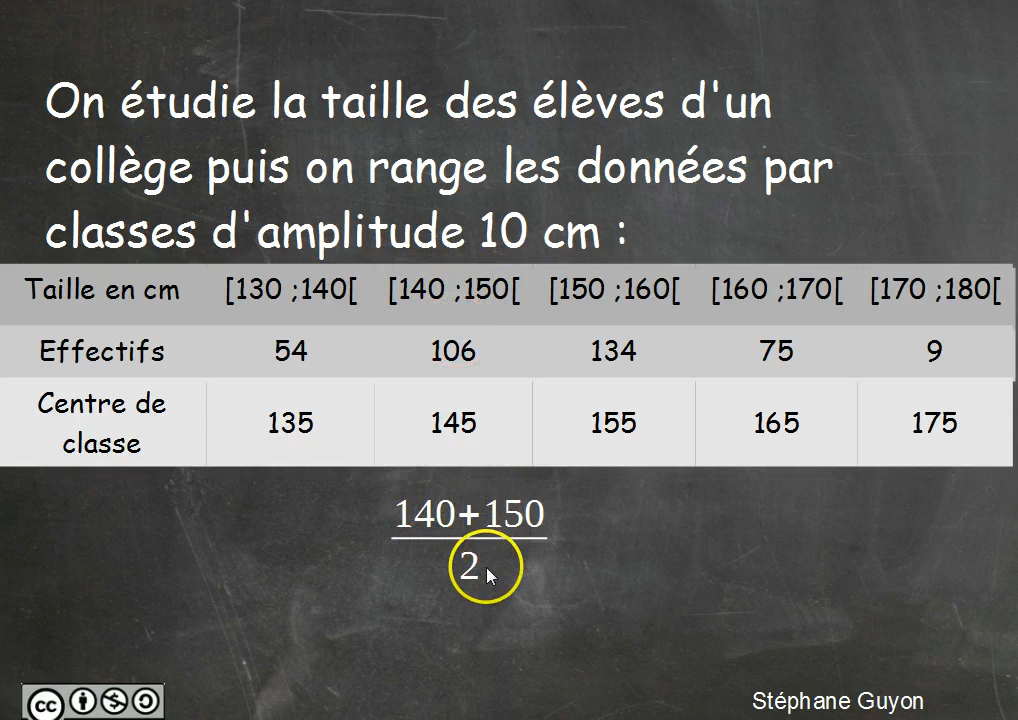 On étudie la taille des élèves d'un
collège puis on range les données par
classes d'amplitude 10 cm :
Taille en cm [130 ;140[ [140 ;150[ [150 ;160[ [160 ;170[ [170 ;180[
Effectifs 54 106 134 75 9
Centre de
classe 135 145 155 165 175
140+150
2
cc
Stéphane Guyon